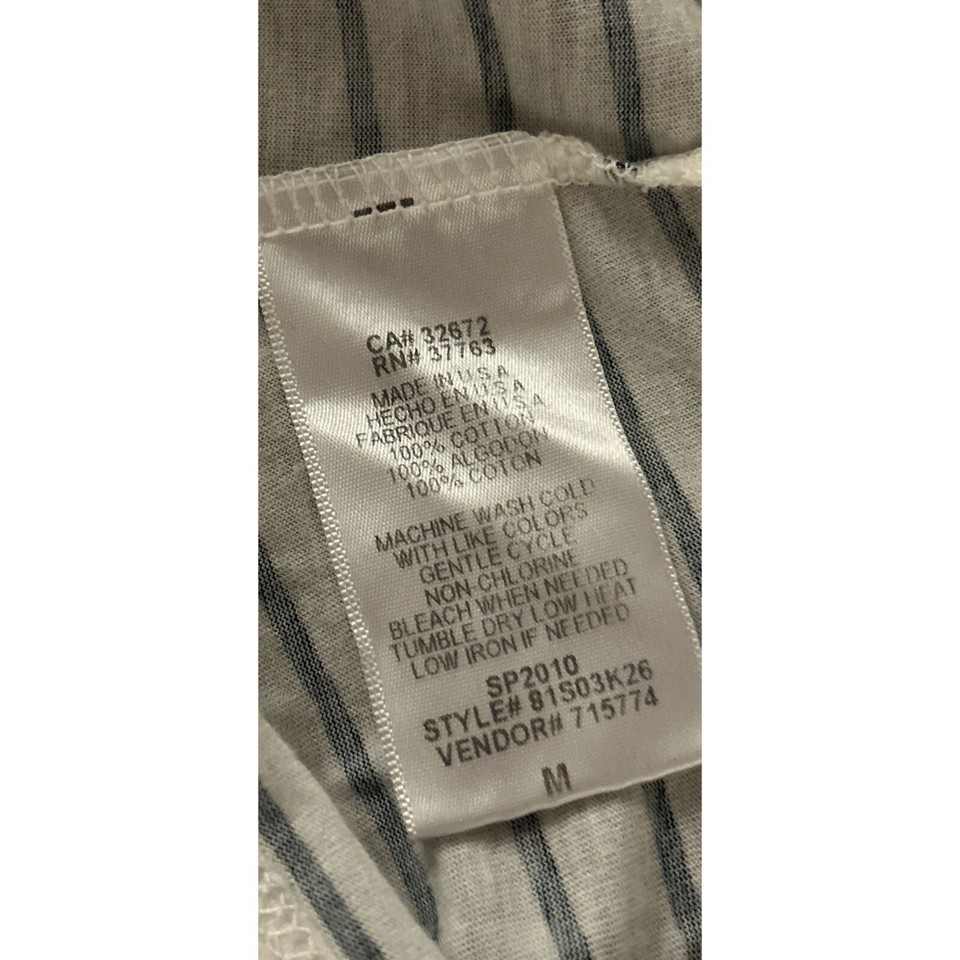 CA# 32672
RN# 37763
MADE IN U S A
HECHO EN U S A
FABRIQUE EN U.S.A
100% COTTON
100% ALGODON
100% COTON
MACHINE WASH COLD
WITH LIKE COLORS
GENTLE CYCLE
NON-CHLORINE
BLEACH WHEN NEEDED
TUMBLE DRY LOW HEAT
LOW IRON IF NEEDED
SP2010
STYLE# 81S03K26
VENDOR# 715774
M